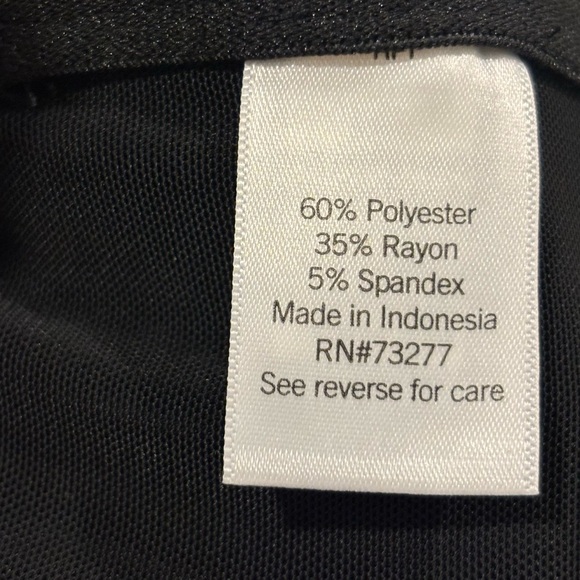 60% Polyester
35% Rayon
5% Spandex
Made in Indonesia
RN#73277
See reverse for care